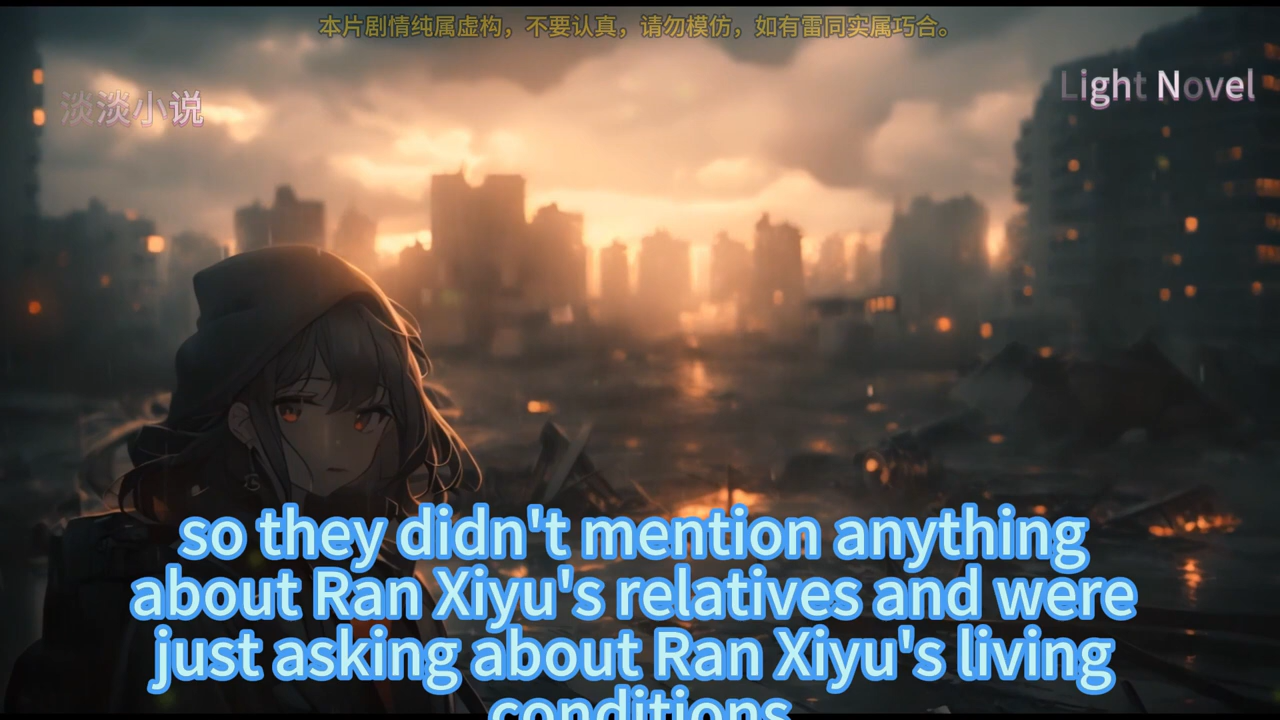 本片剧情纯属虚构，不要认真，请勿模仿，如有雷同实属巧合。
淡淡小说
Light Novel
so they didn't mention anything
about Ran Xiyu's relatives and were
just asking about Ran Xiyu's living
conditions